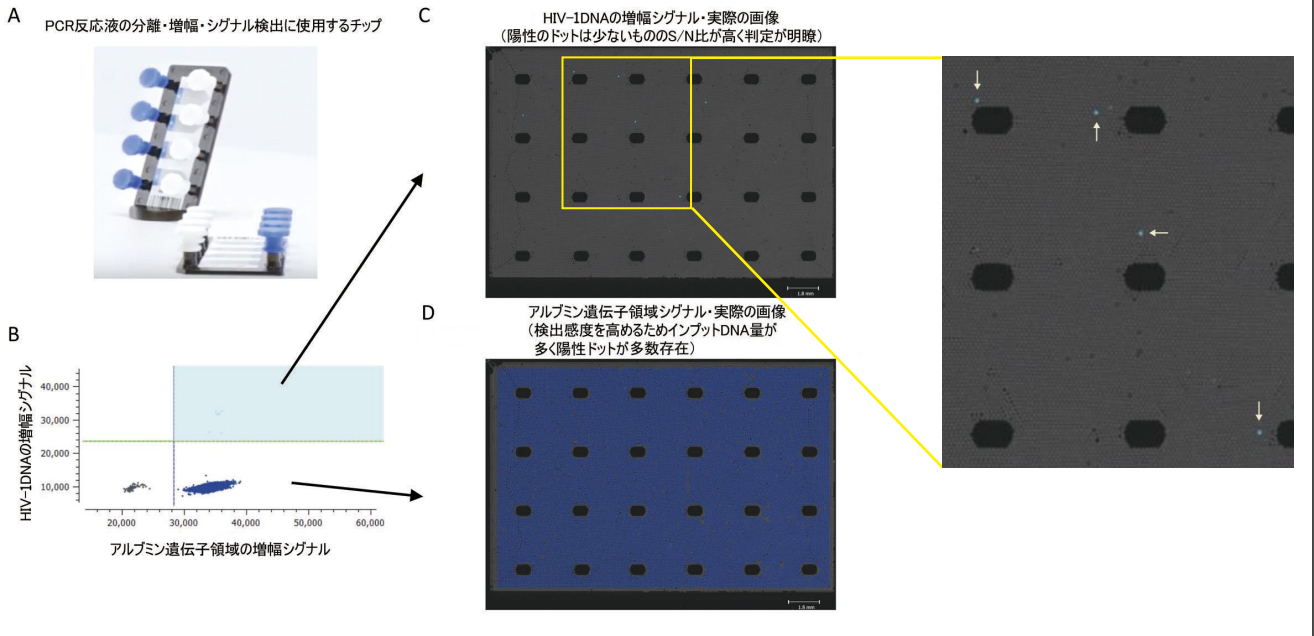 A
PCR反応液の分離・増幅・シグナル検出に使用するチップ
B
HIV-1DNAの増幅シグナル
40,000
30,000
20,000
10,000
20,000
30,000
40,000
50,000
60,000
アルブミン遺伝子領域の増幅シグナル
C
HIV-1DNAの増幅シグナル・実際の画像
(陽性のドットは少ないもののS/N比が高く判定が明瞭)
1.8 mm
D
アルブミン遺伝子領域シグナル・実際の画像
(検出感度を高めるためインプットDNA量が
多く陽性ドットが多数存在)
1.8 mm